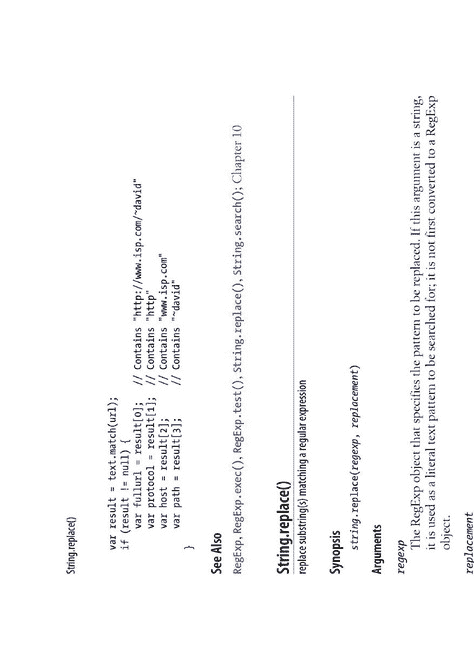 String.replace()
var result = text.match(url);
if (result != null) {
var fullurl = result[0]; // Contains "http://www.isp.com/~david"
var protocol = result[1]; // Contains "http"
var host = result[2]; // Contains "www.isp.com"
var path = result[3]; // Contains "~david"
}
See Also
RegExp, RegExp.exec(), RegExp.test(), String.replace(), String.search(); Chapter 10
String.replace()
replace substring(s) matching a regular expression
Synopsis
string.replace(regexp, replacement)
Arguments
regexp
The RegExp object that specifies the pattern to be replaced. If this argument is a string,
it is used as a literal text pattern to be searched for; it is not first converted to a RegExp
object.
replacement